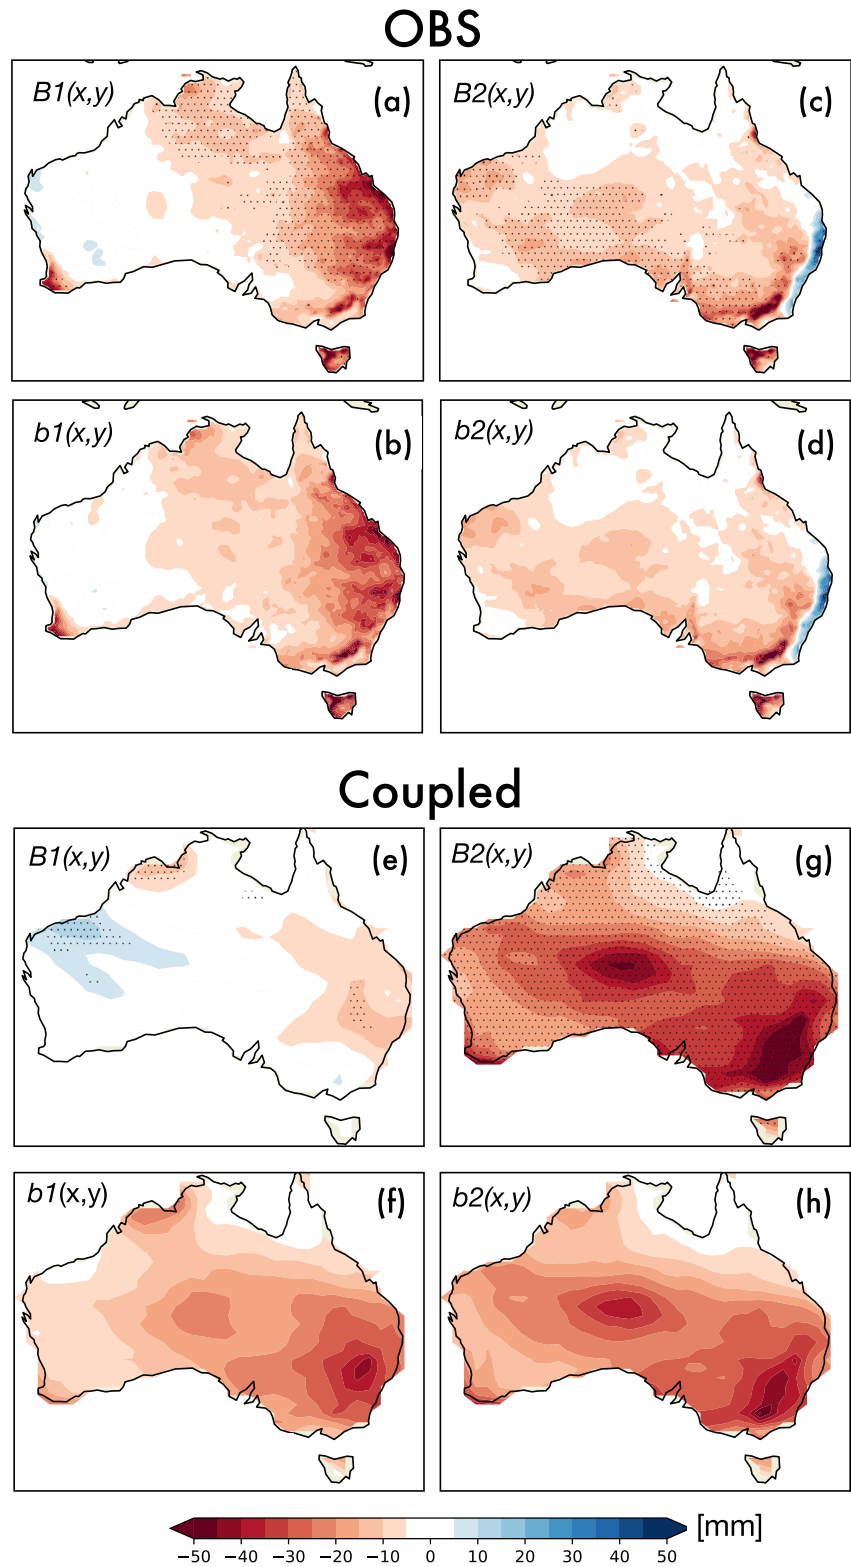 OBS
B1(x,y) (a)
B2(x,y) (c)
b1(x,y) (b)
b2(x,y) (d)
Coupled
B1(x,y) (e)
B2(x,y) (g)
b1(x,y) (f)
b2(x,y) (h)
[mm]
−50 −40 −30 −20 −10 0 10 20 30 40 50